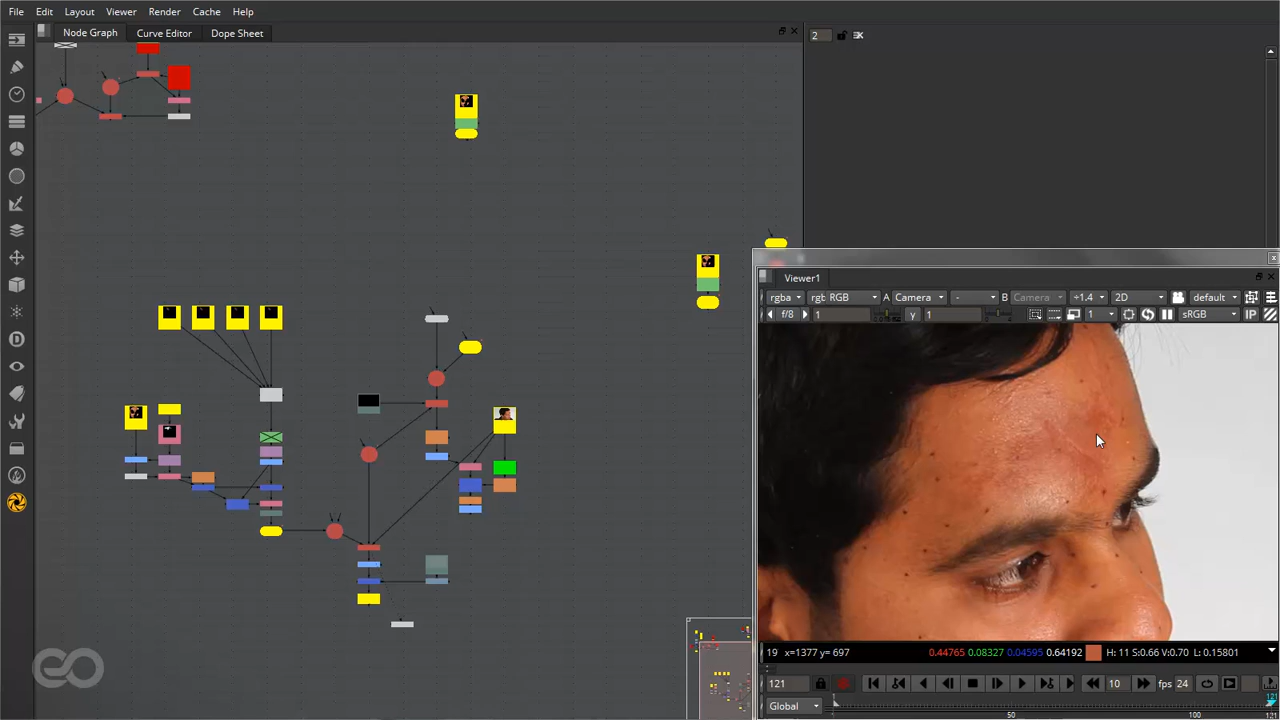 File Edit Viewer Render Cache Help
Node Graph Curve Editor Dope Sheet
2
Viewer1
rgba rgb RGB A Camera - B Camera ÷1.4 2D default
f/8 1 y 1 1 sRGB IP
19 x=1377 y= 697 0.44765 0.08327 0.04595 0.64192 H: 11 S:0.66 V:0.70 L: 0.15801
121 10 fps 24
Global 50 100 121